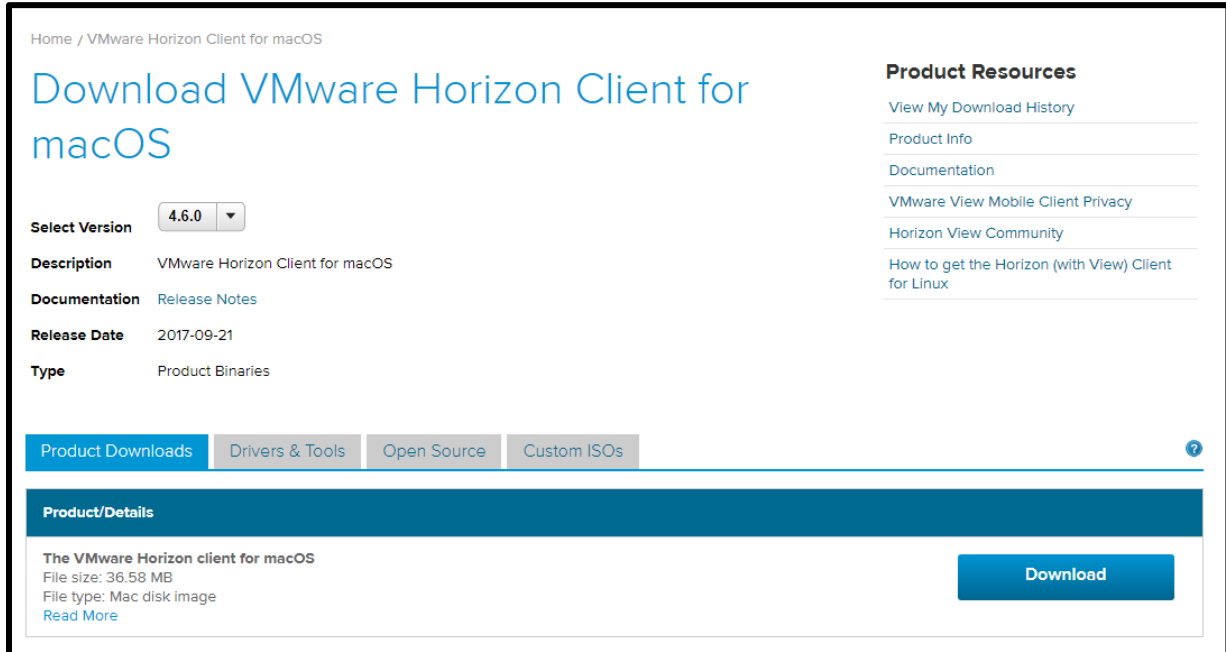 Home / VMware Horizon Client for macOS
Download VMware Horizon Client for
macOS
Select Version 4.6.0
Description VMware Horizon Client for macOS
Documentation Release Notes
Release Date 2017-09-21
Type Product Binaries
Product Resources
View My Download History
Product Info
Documentation
VMware View Mobile Client Privacy
Horizon View Community
How to get the Horizon (with View) Client
for Linux
Product Downloads Drivers & Tools Open Source Custom ISOs ?
Product/Details
The VMware Horizon client for macOS
File size: 36.58 MB
File type: Mac disk image
Read More
Download